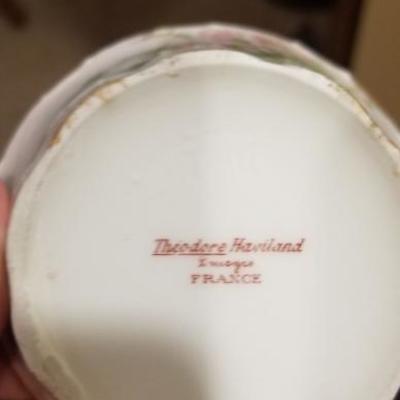 Theodore Haviland
Limoges
FRANCE